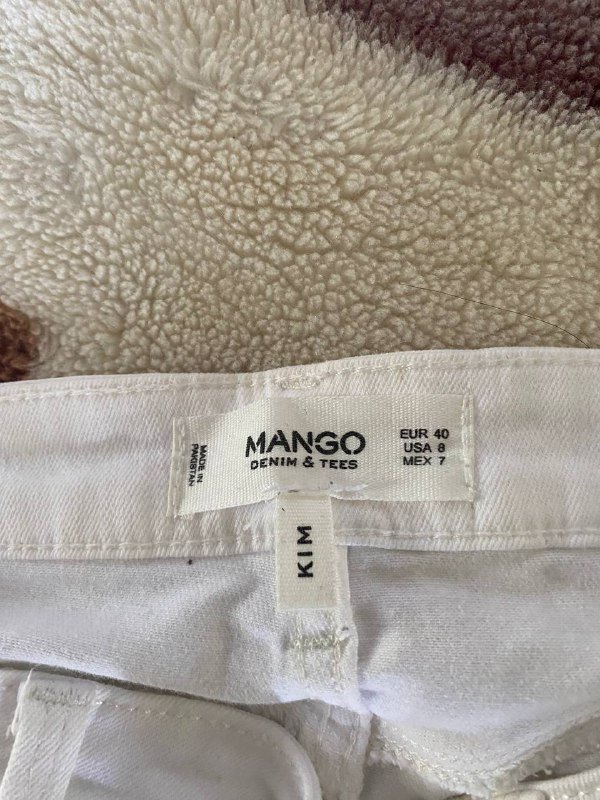 MADE IN
PAKISTAN
MANGO
DENIM & TEES
EUR 40
USA 8
MEX 7
KIM